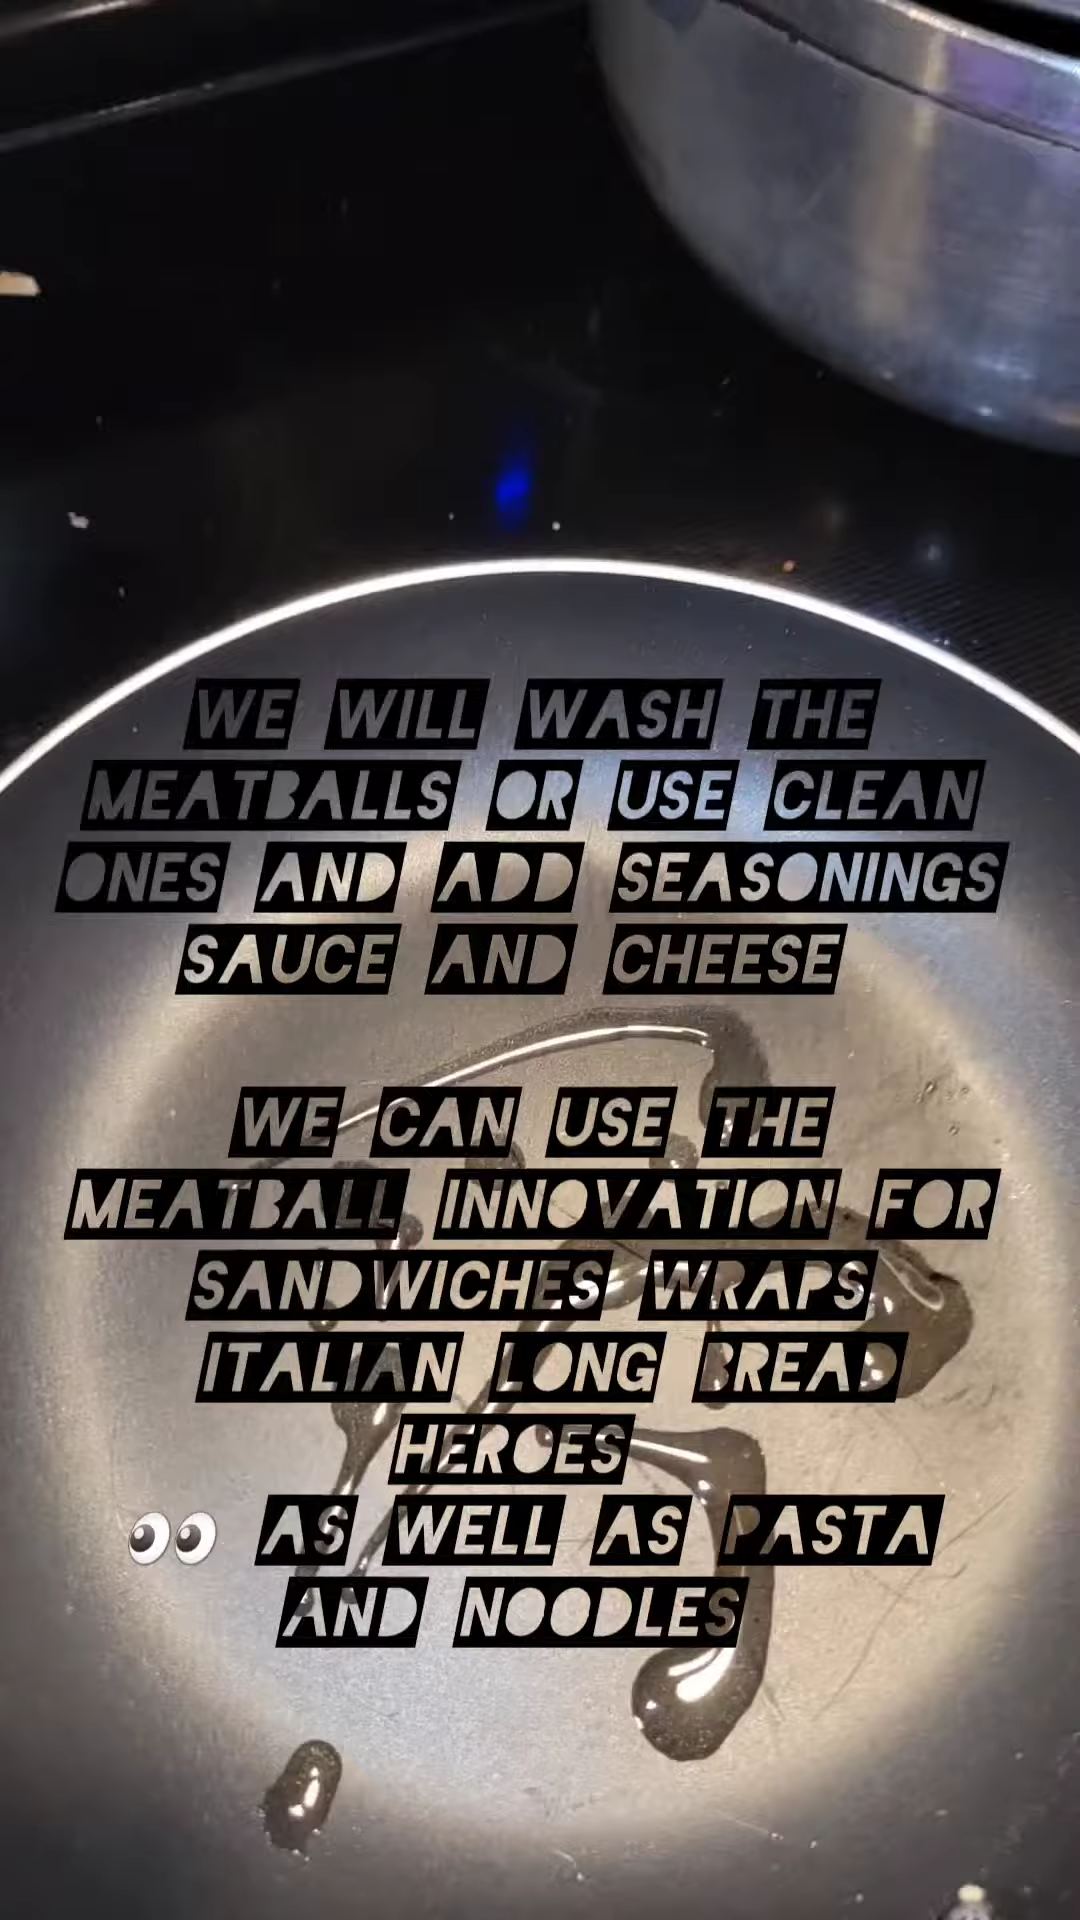 WE WILL WASH THE
MEATBALLS OR USE CLEAN
ONES AND ADD SEASONINGS
SAUCE AND CHEESE
WE CAN USE THE
MEATBALL INNOVATION FOR
SANDWICHES WRAPS
ITALIAN LONG BREAD
HEROES
👀 AS WELL AS PASTA
AND NOODLES